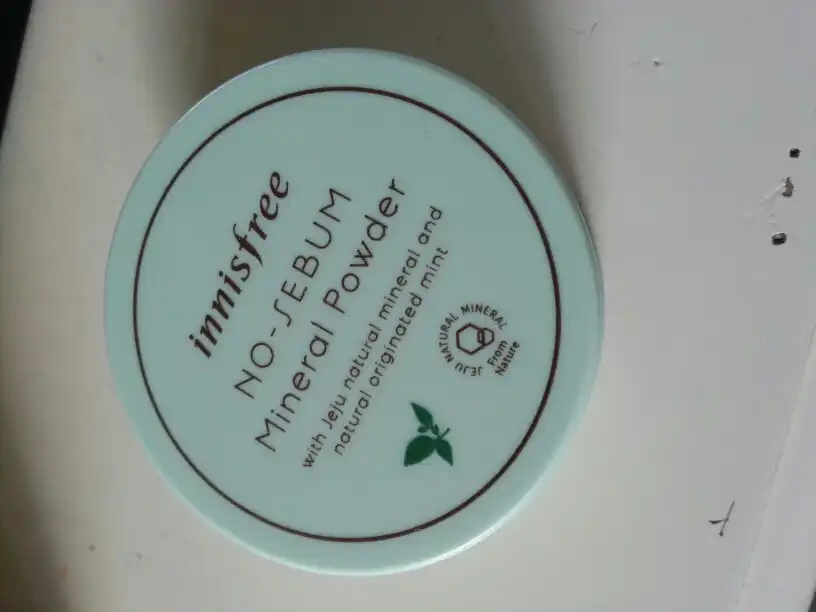 innisfree
NO-SEBUM
Mineral Powder
with Jeju natural mineral and
natural originated mint
JEJU NATURAL MINERAL
From
Nature